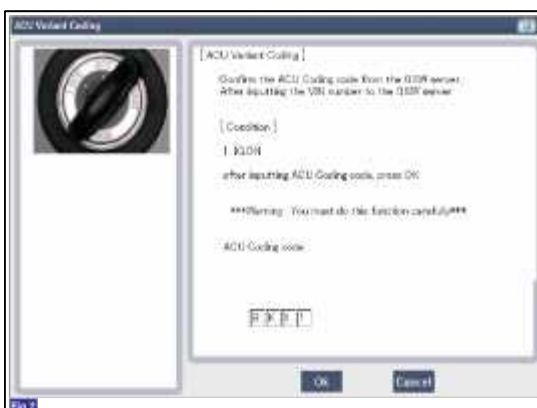 ACU Variant Coding
[ ACU Variant Coding ]
Confirm the ACU Coding code from the server.
After inputting the VIN number to the server
[ Condition ]
1. IG.ON
after inputting ACU Coding code, press OK
***Warning : You must do this function carefully***
ACU Coding code
OK
Cancel